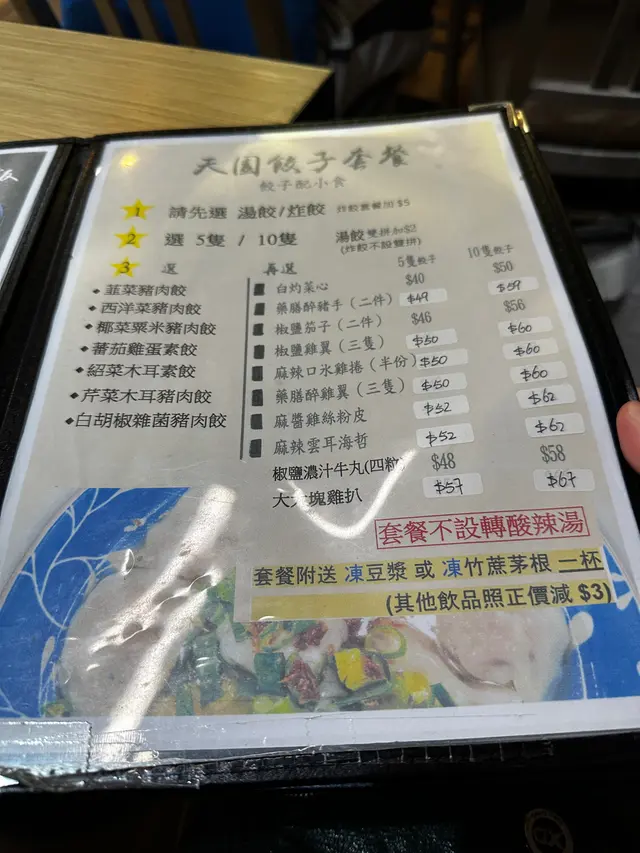 天園餃子套餐
餃子配小食
1 請先選 湯餃/炸餃 炸餃套餐加$5
2 選 5隻 / 10隻 湯餃雙拼加$2
(炸餃不設雙拼)
3 選
韮菜豬肉餃
西洋菜豬肉餃
椰菜粟米豬肉餃
蕃茄雞蛋素餃
紹菜木耳素餃
芹菜木耳豬肉餃
白胡椒雜菌豬肉餃
再選 5隻餃子 10隻餃子
白灼菜心 $40 $50
藥膳醉豬手（二件） $49 $59
椒鹽茄子（二件） $46 $56
椒鹽雞翼（三隻） $50 $60
麻辣口水雞捲（半份） $50 $60
藥膳醉雞翼（三隻） $50 $60
麻醬雞絲粉皮 $52 $62
麻辣雲耳海哲 $52 $62
椒鹽濃汁牛丸(四粒) $48 $58
大大塊雞扒 $57 $67
套餐不設轉酸辣湯
套餐附送 凍豆漿 或 凍竹蔗茅根 一杯
(其他飲品照正價減 $3)